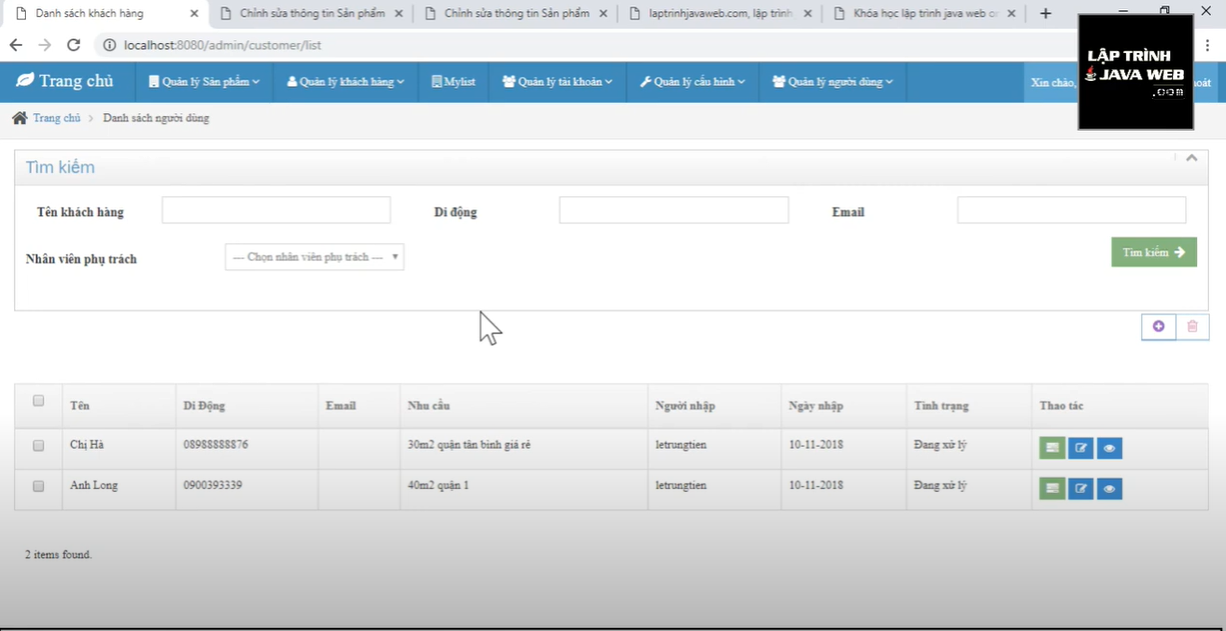 Danh sách khách hàng
Chỉnh sửa thông tin Sản phẩm
Chỉnh sửa thông tin Sản phẩm
laptrinhjavaweb.com, lập trình
Khóa học lập trình java web
localhost:8080/admin/customer/list
LẬP TRÌNH
JAVA WEB
.com
Trang chủ
Quản lý Sản phẩm
Quản lý khách hàng
Mylist
Quản lý tài khoản
Quản lý cấu hình
Quản lý người dùng
Xin chào,
Trang chủ > Danh sách người dùng
Tìm kiếm
Tên khách hàng
Di động
Email
Nhân viên phụ trách
--- Chọn nhân viên phụ trách ---
Tìm kiếm
Tên Di Động Email Nhu cầu Người nhập Ngày nhập Tình trạng Thao tác
Chị Hà 08988888876 30m2 quận tân bình giá rẻ letrungtien 10-11-2018 Đang xử lý
Anh Long 0900393339 40m2 quận 1 letrungtien 10-11-2018 Đang xử lý
2 items found.